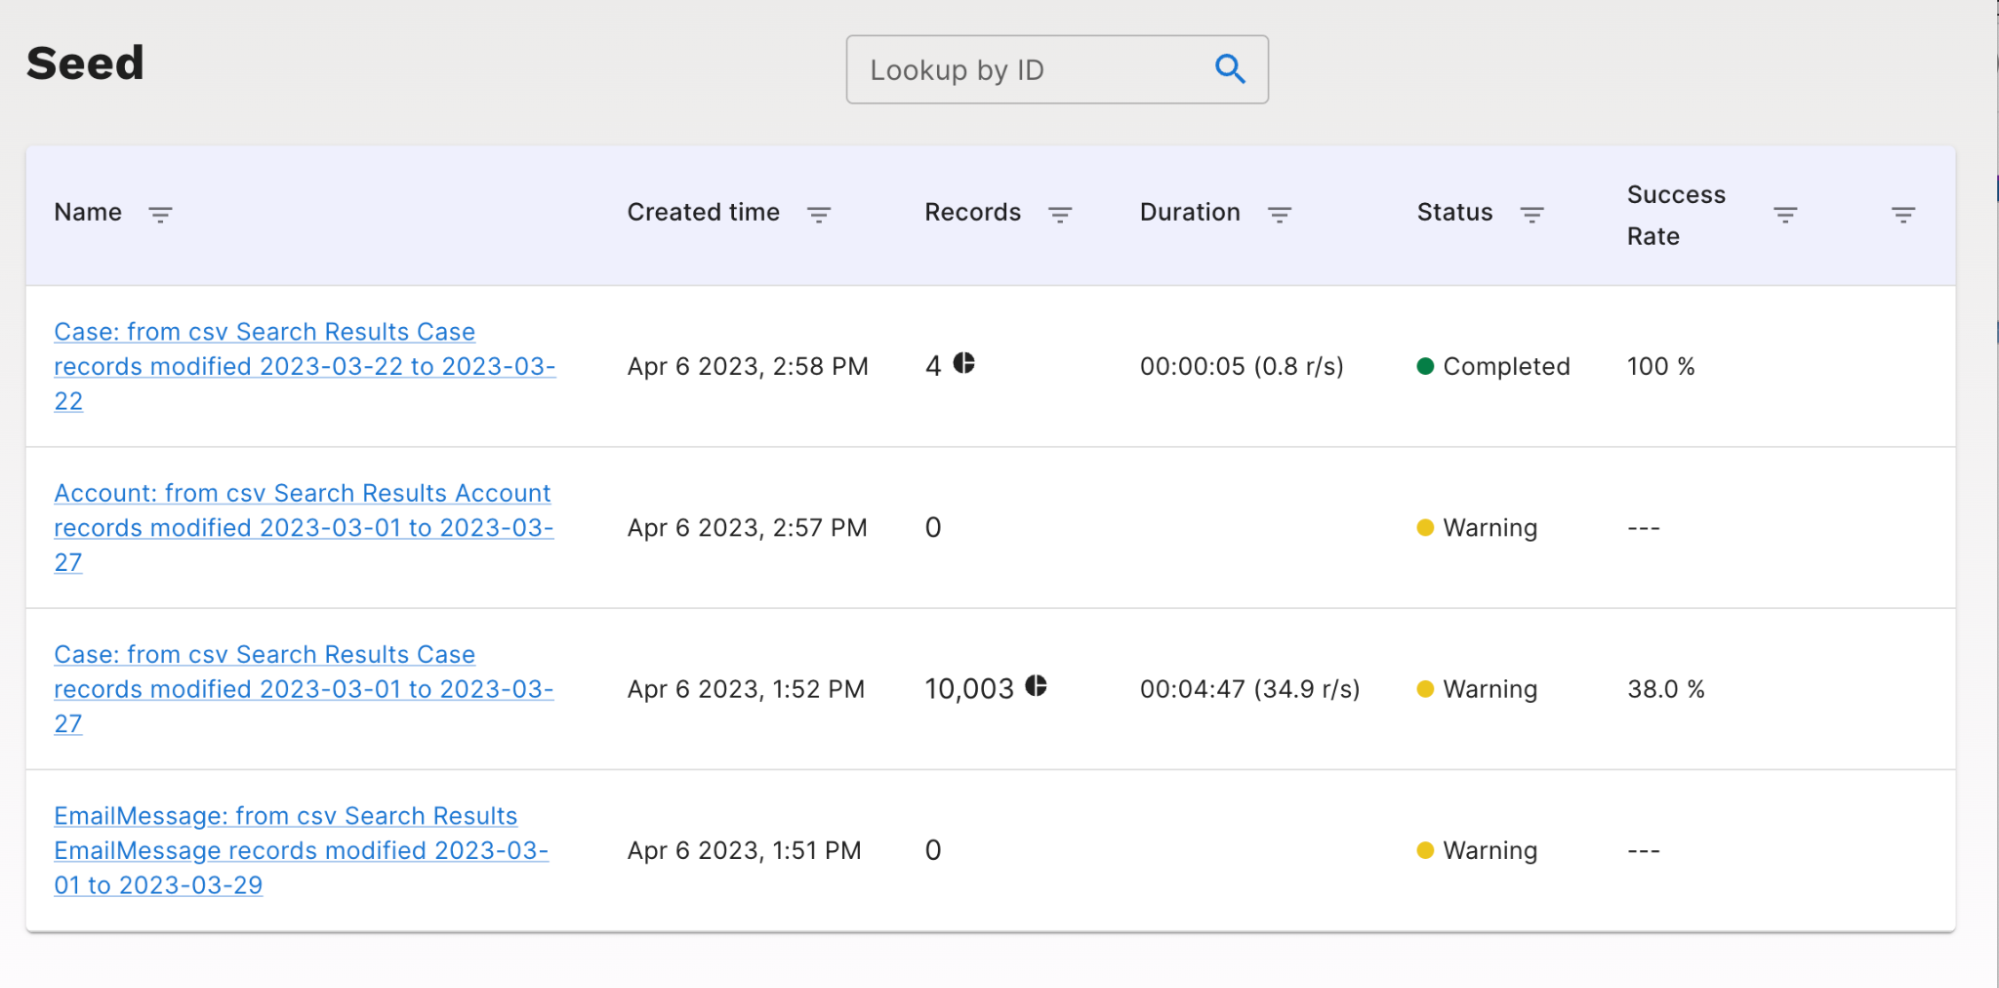 Seed
Lookup by ID
Name
Created time
Records
Duration
Status
Success
Rate
Case: from csv Search Results Case
records modified 2023-03-22 to 2023-03-
22
Apr 6 2023, 2:58 PM
4
00:00:05 (0.8 r/s)
Completed
100 %
Account: from csv Search Results Account
records modified 2023-03-01 to 2023-03-
27
Apr 6 2023, 2:57 PM
0
Warning
---
Case: from csv Search Results Case
records modified 2023-03-01 to 2023-03-
27
Apr 6 2023, 1:52 PM
10,003
00:04:47 (34.9 r/s)
Warning
38.0 %
EmailMessage: from csv Search Results
EmailMessage records modified 2023-03-
01 to 2023-03-29
Apr 6 2023, 1:51 PM
0
Warning
---